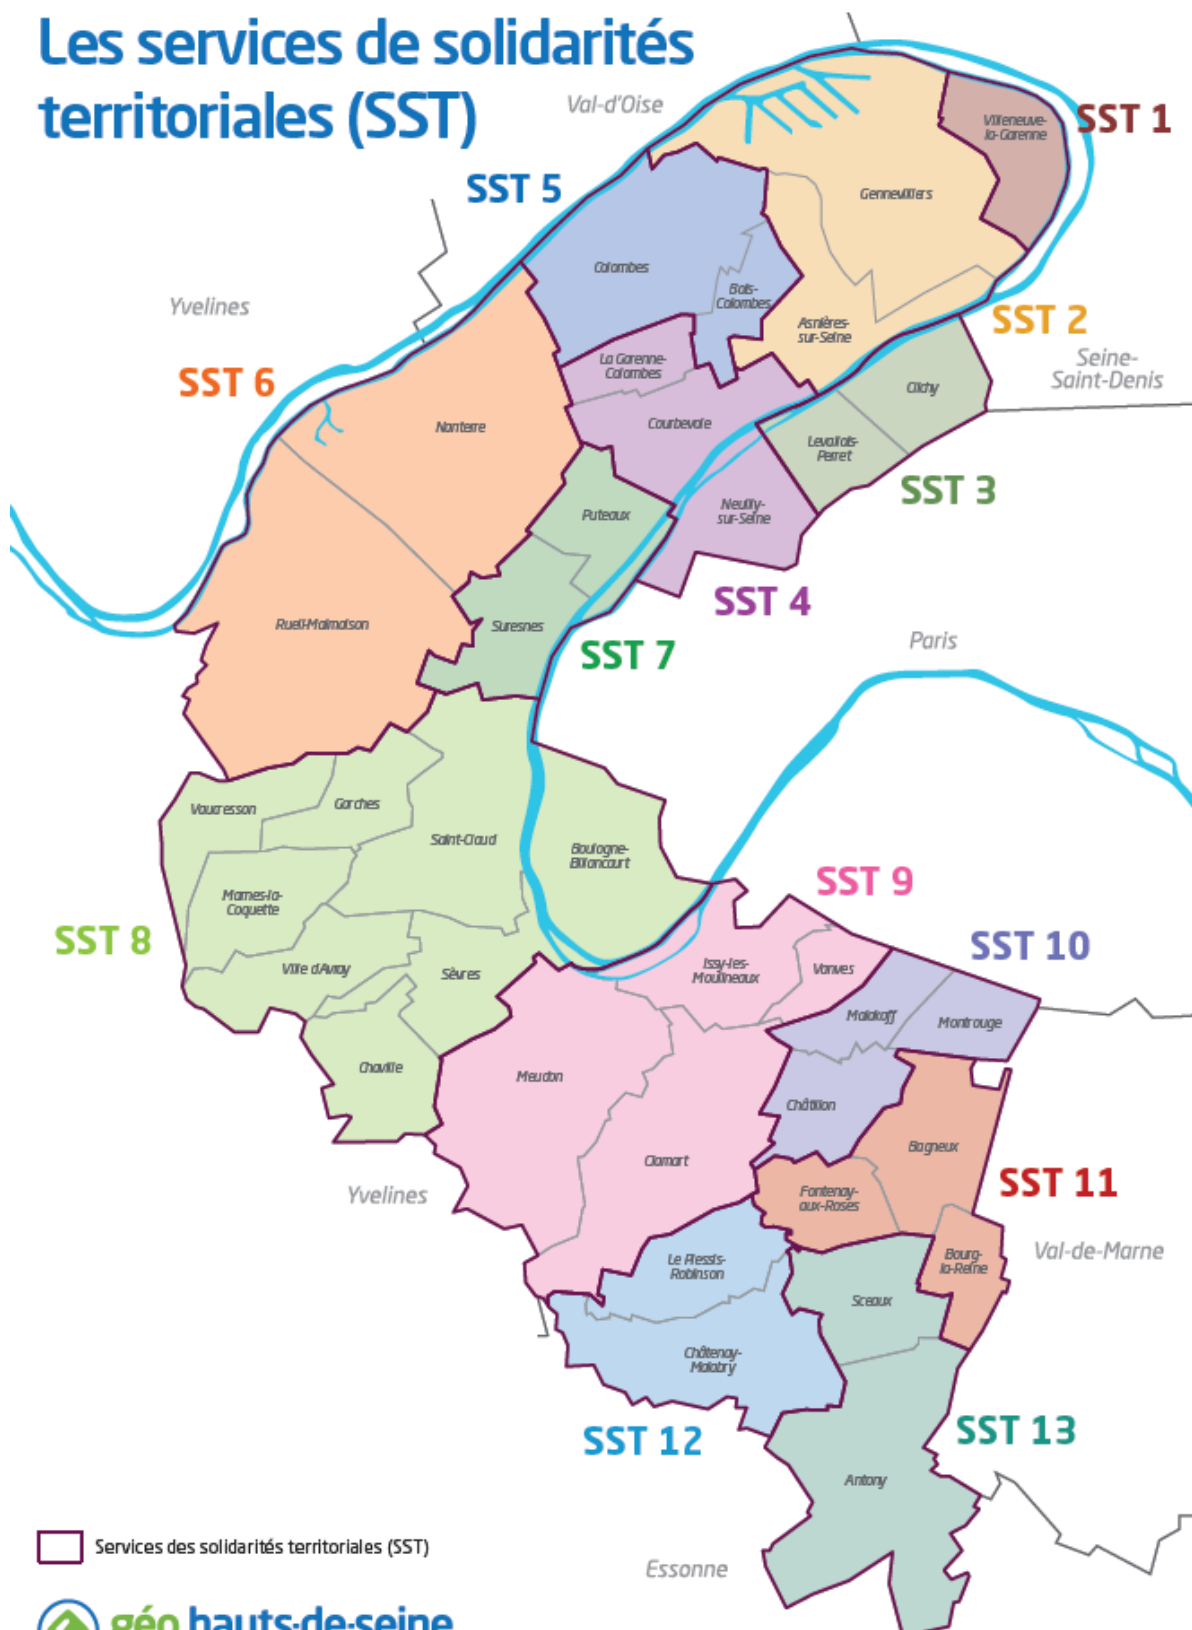 Les services de solidarités
territoriales (SST)
Val-d'Oise
SST 1
Villeneuve-
la-Garenne
SST 5
Gennevilliers
Colombes
Bois-
Colombes
Yvelines
SST 2
Asnières-
sur-Seine
Seine-
Saint-Denis
La Garenne-
Colombes
SST 6
Clichy
Courbevoie
Nanterre
Levallois-
Perret
SST 3
Neuilly-
sur-Seine
Puteaux
SST 4
Rueil-Malmaison
Suresnes
SST 7
Paris
Vaucresson
Garches
Saint-Cloud
Boulogne-
Billancourt
SST 9
Marnes-la-
Coquette
SST 8
SST 10
Ville d'Avray
Sèvres
Issy-les-
Moulineaux
Vanves
Malakoff
Montrouge
Chaville
Meudon
Châtillon
Bagneux
Clamart
SST 11
Yvelines
Fontenay-
aux-Roses
Val-de-Marne
Bourg-
la-Reine
Le Plessis-
Robinson
Sceaux
Châtenay-
Malabry
SST 12
SST 13
Antony
Services des solidarités territoriales (SST)
Essonne
géo hauts-de-seine